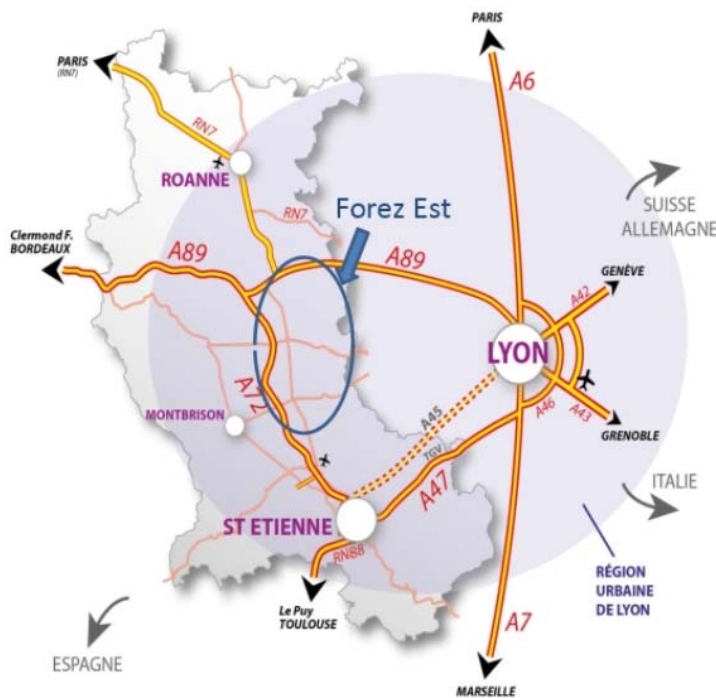 PARIS
PARIS
(RN7)
A6
RN7
ROANNE
Forez Est
RN7
SUISSE
ALLEMAGNE
Clermond F.
BORDEAUX
A89
A89
GENÈVE
A42
LYON
A72
MONTBRISON
A45
A46
A43
GRENOBLE
TGV
A47
ITALIE
ST ETIENNE
RN88
RÉGION
URBAINE
DE LYON
Le Puy
TOULOUSE
A7
ESPAGNE
MARSEILLE